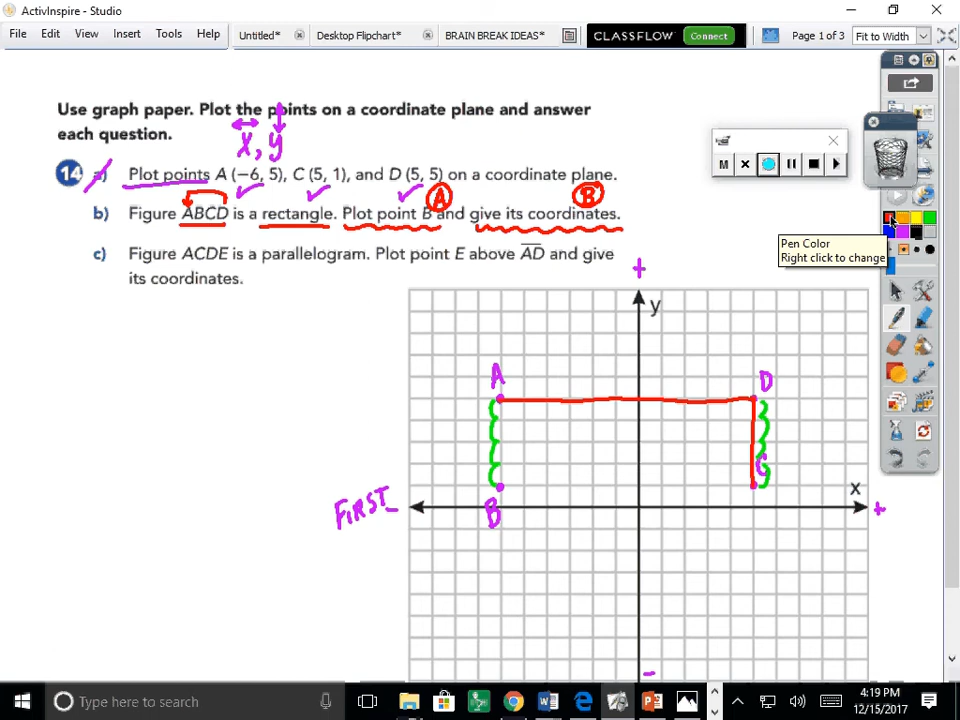 ActivInspire - Studio
File Edit View Insert Tools Help Untitled* Desktop Flipchart* BRAIN BREAK IDEAS* CLASSFLOW Connect Page 1 of 3 Fit to Width
Use graph paper. Plot the points on a coordinate plane and answer
each question.
x, y
14 a) Plot points A (−6, 5), C (5, 1), and D (5, 5) on a coordinate plane.
A B
b) Figure ABCD is a rectangle. Plot point B and give its coordinates.
c) Figure ACDE is a parallelogram. Plot point E above AD and give
its coordinates.
M
Pen Color
Right click to change
+
y
A D
C
x
FIRST B +
-
Type here to search
4:19 PM
12/15/2017